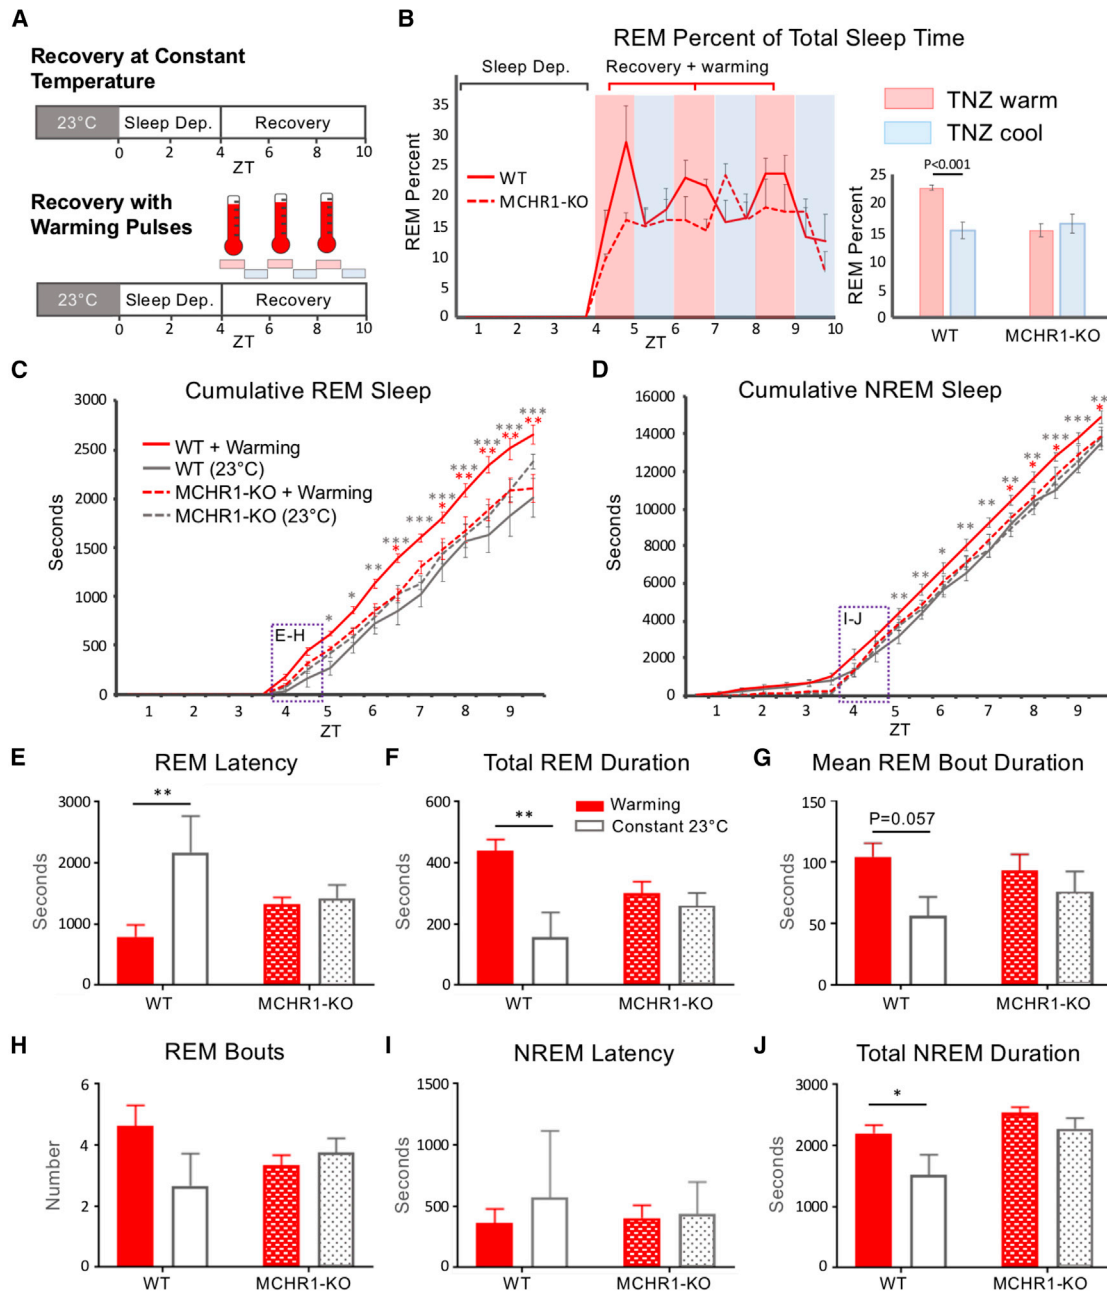 A
Recovery at Constant
Temperature
23°C Sleep Dep. Recovery
0 2 4 6 8 10
ZT
Recovery with
Warming Pulses
23°C Sleep Dep. Recovery
0 2 4 6 8 10
ZT
B
REM Percent of Total Sleep Time
Sleep Dep. Recovery + warming
REM Percent
35
30
25
20
15
10
5
0
WT
MCHR1-KO
1 2 3 4 5 6 7 8 9 10
ZT
TNZ warm
TNZ cool
P<0.001
REM Percent
25
20
15
20
25
0
WT MCHR1-KO
C
Cumulative REM Sleep
Seconds
3000
2500
2000
1500
1000
500
0
WT + Warming
WT (23°C)
MCHR1-KO + Warming
MCHR1-KO (23°C)
E-H
* * ** *** *** *** *** *** *** ***
* * ** ** ** **
1 2 3 4 5 6 7 8 9
ZT
D
Cumulative NREM Sleep
Seconds
16000
14000
12000
10000
8000
6000
4000
2000
0
I-J
** ** * ** ** ** ** *** *** **
* * * *
1 2 3 4 5 6 7 8 9
ZT
E
REM Latency
**
Seconds
3000
2000
1000
0
WT MCHR1-KO
F
Total REM Duration
**
Warming
Constant 23°C
Seconds
600
400
200
0
WT MCHR1-KO
G
Mean REM Bout Duration
P=0.057
Seconds
150
100
50
0
WT MCHR1-KO
H
REM Bouts
Number
6
4
2
0
WT MCHR1-KO
I
NREM Latency
Seconds
1500
1000
500
0
WT MCHR1-KO
J
Total NREM Duration
*
Seconds
3000
2000
1000
0
WT MCHR1-KO